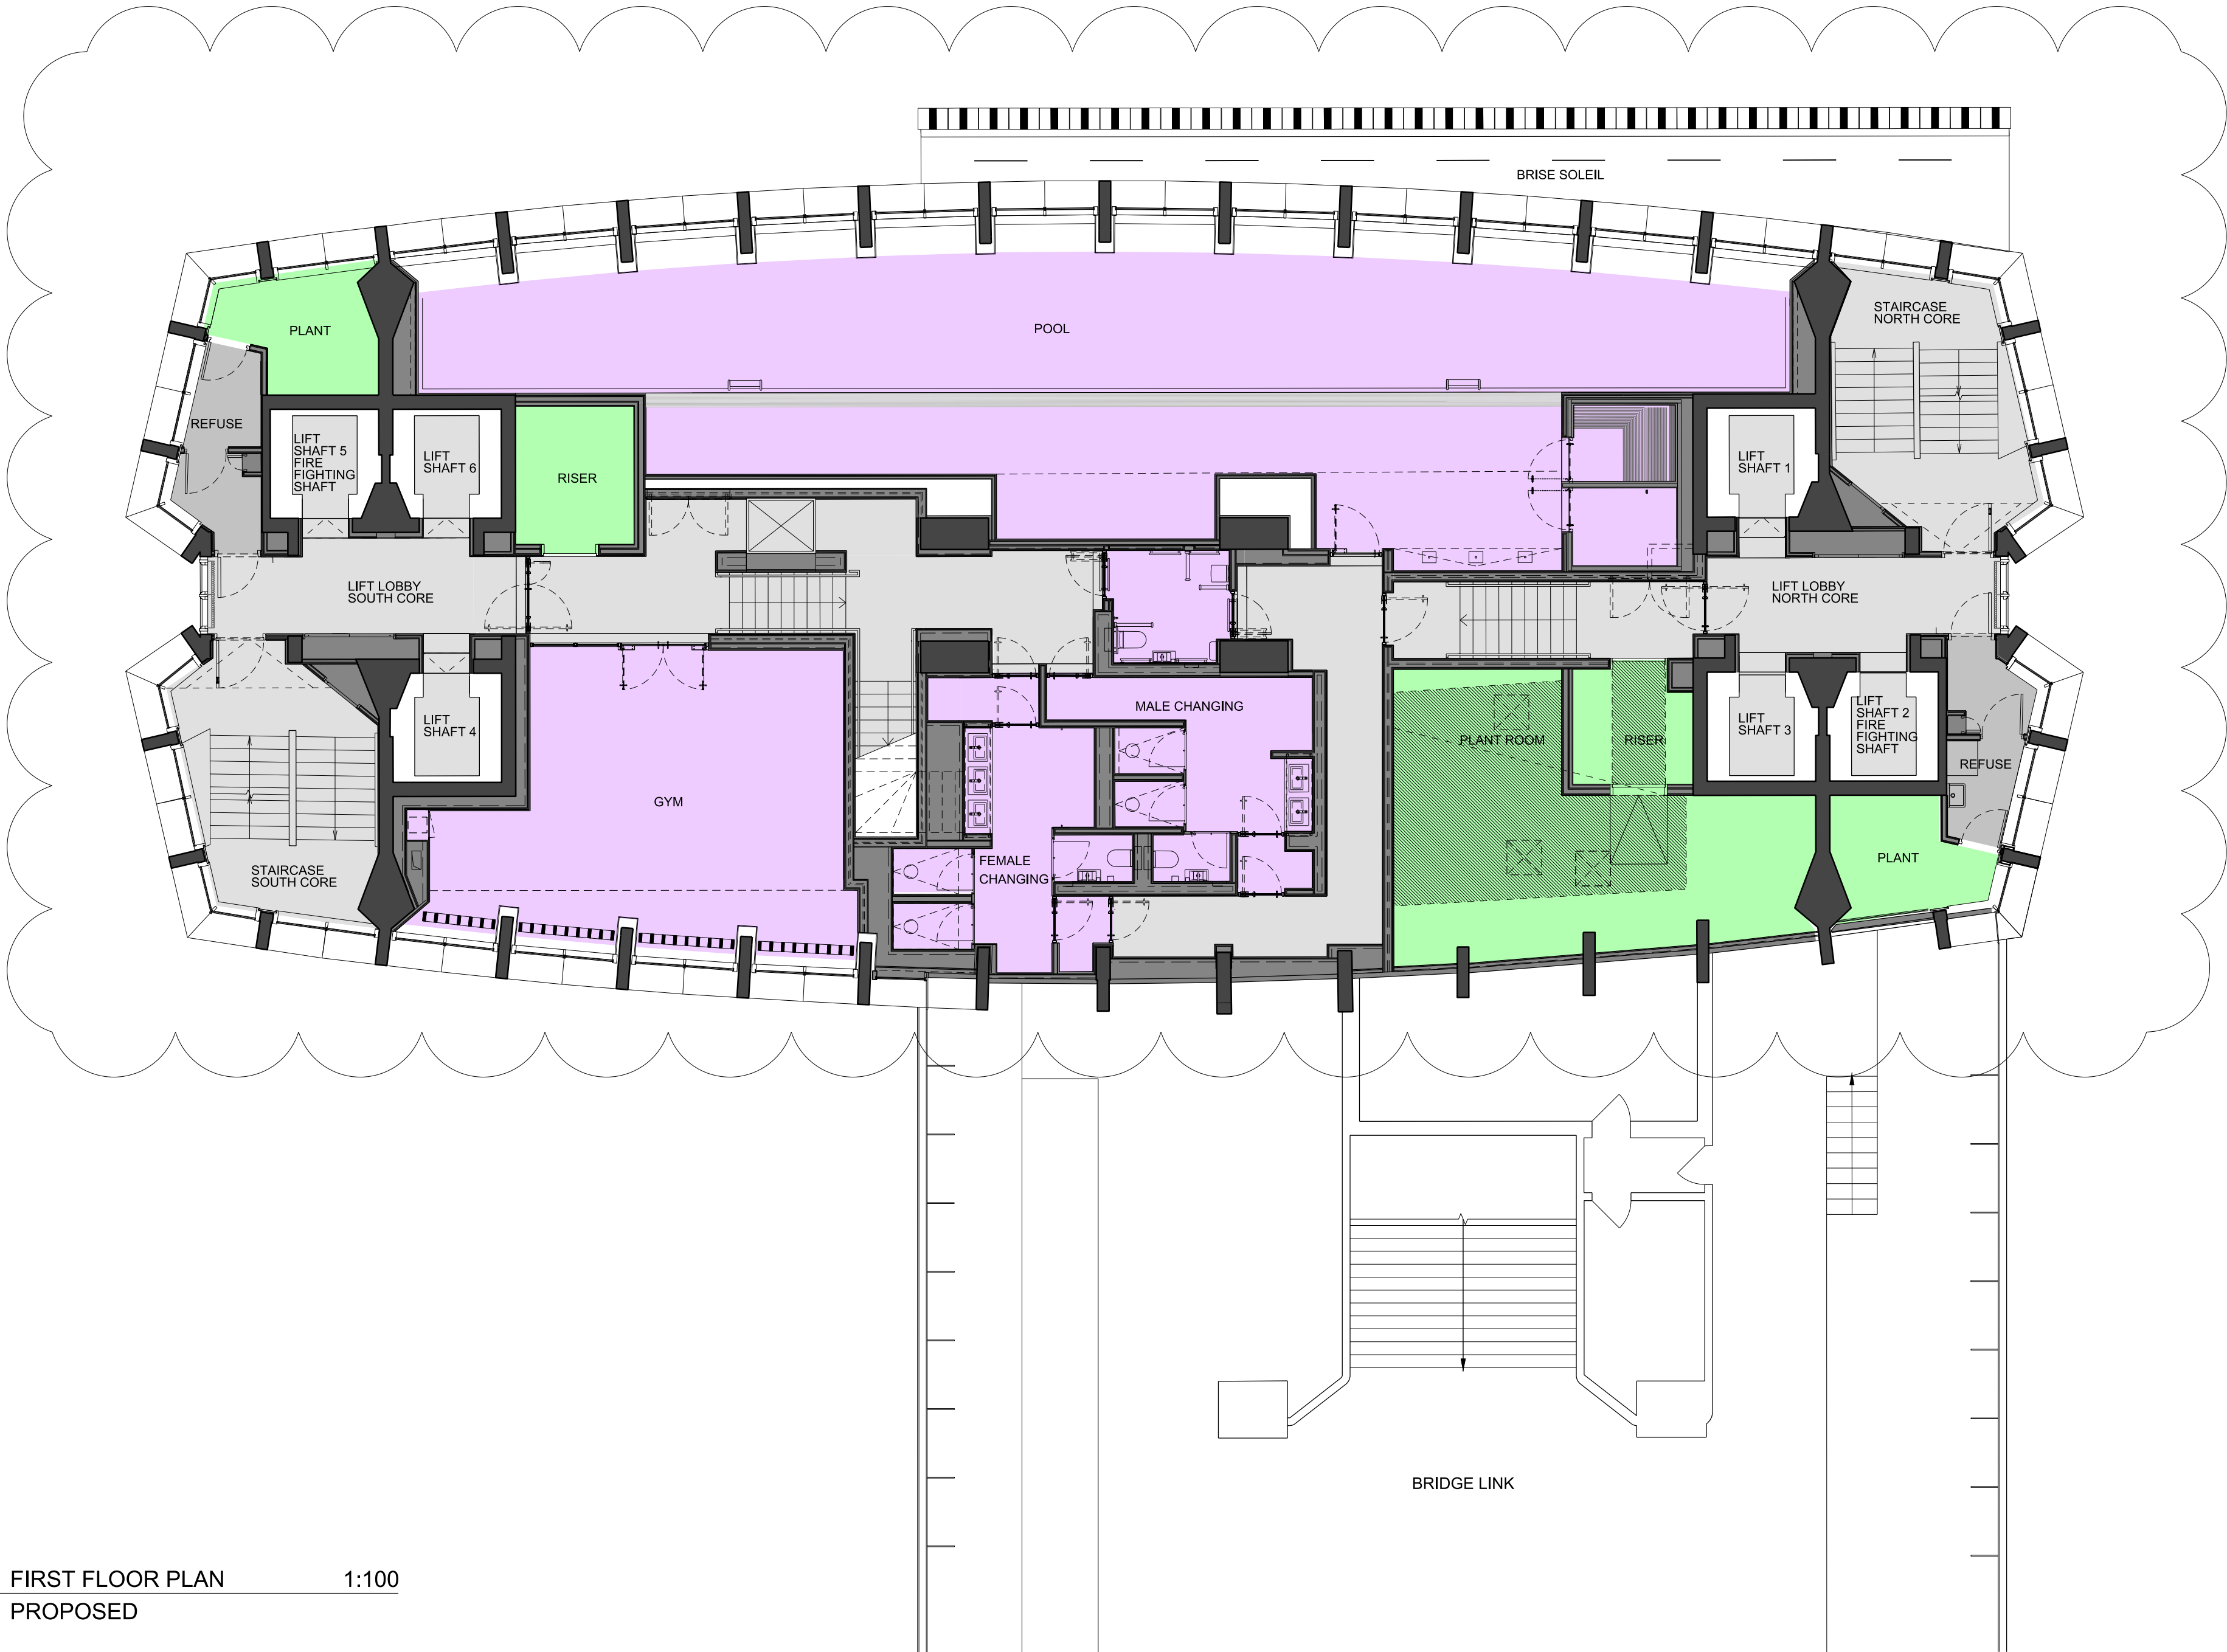 BRISE SOLEIL
STAIRCASE
NORTH CORE
PLANT
POOL
REFUSE
LIFT
SHAFT 5
FIRE
FIGHTING
SHAFT
LIFT
SHAFT 6
RISER
LIFT
SHAFT 1
LIFT LOBBY
SOUTH CORE
LIFT LOBBY
NORTH CORE
LIFT
SHAFT 4
MALE CHANGING
PLANT ROOM
RISER
LIFT
SHAFT 3
LIFT
SHAFT 2
FIRE
FIGHTING
SHAFT
REFUSE
GYM
STAIRCASE
SOUTH CORE
FEMALE
CHANGING
PLANT
BRIDGE LINK
FIRST FLOOR PLAN 1:100
PROPOSED